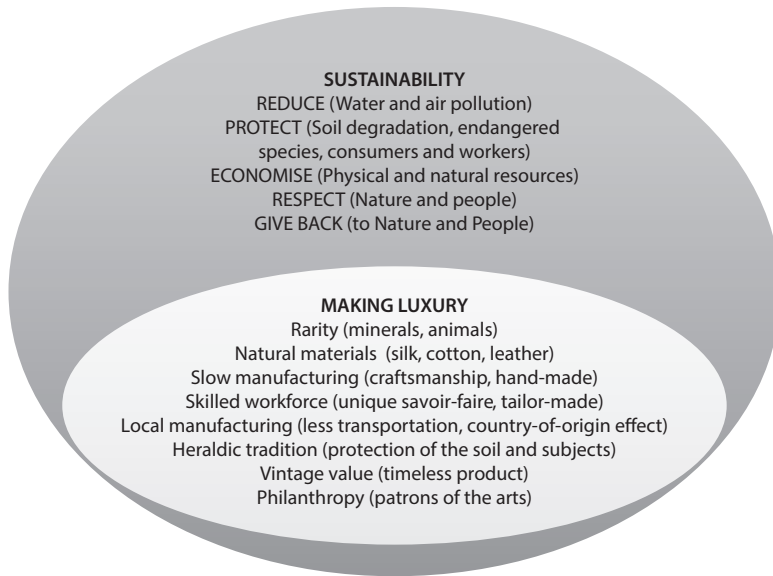 SUSTAINABILITY
REDUCE (Water and air pollution)
PROTECT (Soil degradation, endangered
species, consumers and workers)
ECONOMISE (Physical and natural resources)
RESPECT (Nature and people)
GIVE BACK (to Nature and People)
MAKING LUXURY
Rarity (minerals, animals)
Natural materials (silk, cotton, leather)
Slow manufacturing (craftsmanship, hand-made)
Skilled workforce (unique savoir-faire, tailor-made)
Local manufacturing (less transportation, country-of-origin effect)
Heraldic tradition (protection of the soil and subjects)
Vintage value (timeless product)
Philanthropy (patrons of the arts)